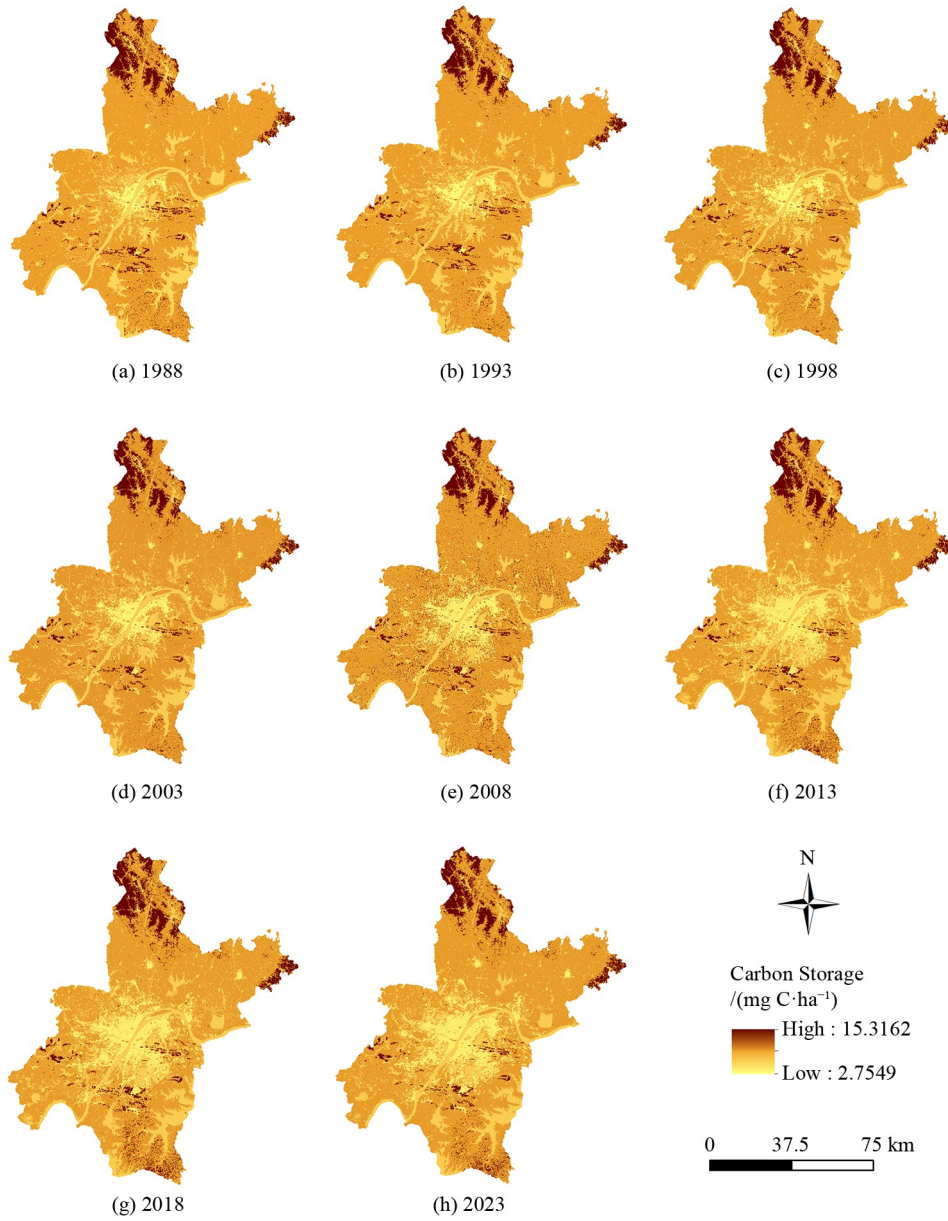 (a) 1988
(b) 1993
(c) 1998
(d) 2003
(e) 2008
(f) 2013
(g) 2018
(h) 2023
N
Carbon Storage
/(mg C·ha⁻¹)
High : 15.3162
Low : 2.7549
0 37.5 75 km